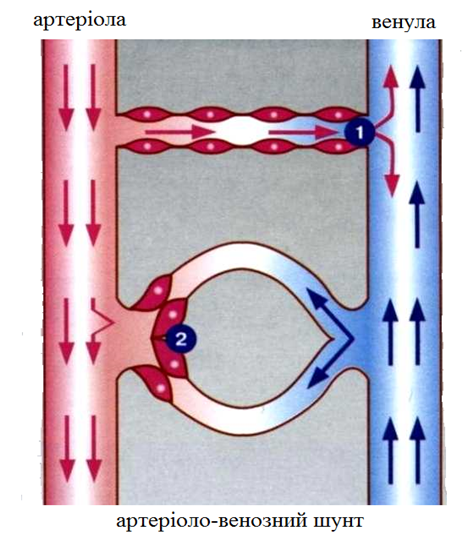 артеріола
венула
1
2
артеріоло-венозний шунт